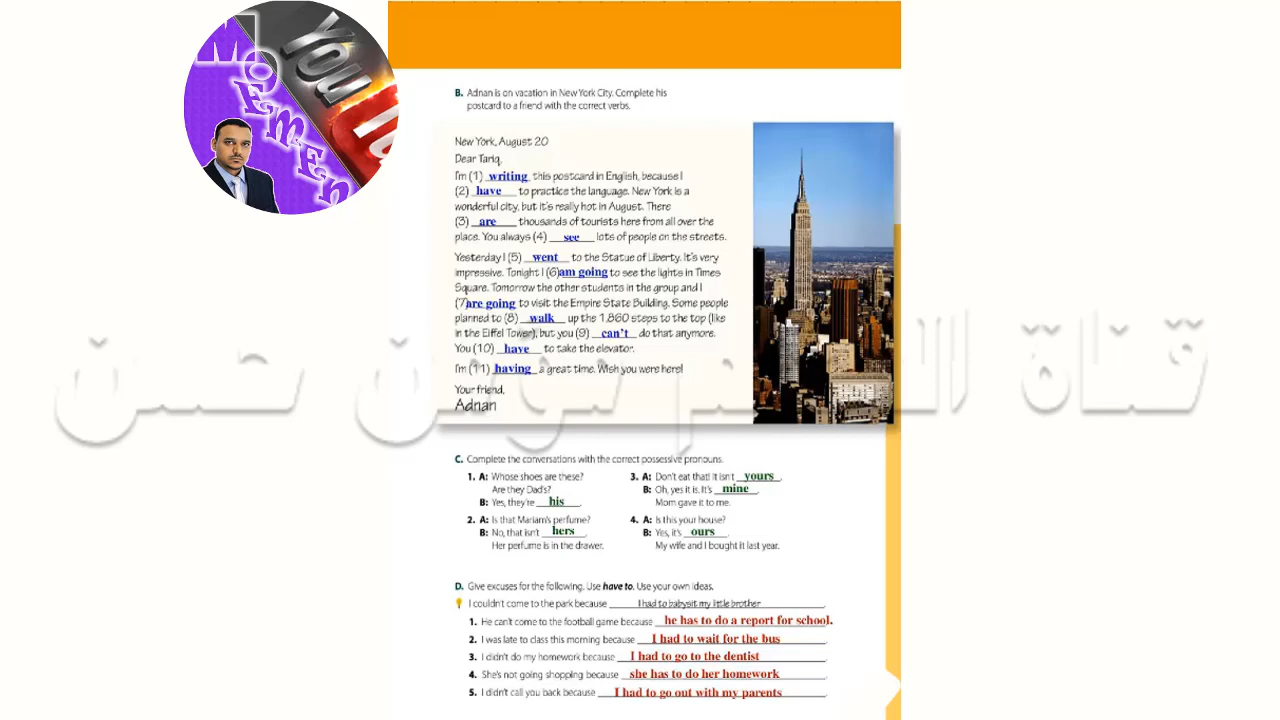 MOEMEN
You
B. Adnan is on vacation in New York City. Complete his
postcard to a friend with the correct verbs.
New York, August 20
Dear Tariq,
I'm (1) writing this postcard in English, because I
(2) have to practice the language. New York is a
wonderful city, but it's really hot in August. There
(3) are thousands of tourists here from all over the
place. You always (4) see lots of people on the streets.
Yesterday I (5) went to the Statue of Liberty. It's very
impressive. Tonight I (6) am going to see the lights in Times
Square. Tomorrow the other students in the group and I
(7) are going to visit the Empire State Building. Some people
planned to (8) walk up the 1,860 steps to the top (like
in the Eiffel Tower), but you (9) can't do that anymore.
You (10) have to take the elevator.
I'm (11) having a great time. Wish you were here!
Your friend,
Adnan
قناة الـ م مؤمن حسن
C. Complete the conversations with the correct possessive pronouns.
1. A: Whose shoes are these?
Are they Dad's?
B: Yes, they're his.
2. A: Is that Mariam's perfume?
B: No, that isn't hers.
Her perfume is in the drawer.
3. A: Don't eat that! It isn't yours.
B: Oh, yes it is. It's mine.
Mom gave it to me.
4. A: Is this your house?
B: Yes, it's ours.
My wife and I bought it last year.
D. Give excuses for the following. Use have to. Use your own ideas.
I couldn't come to the park because I had to babysit my little brother.
1. He can't come to the football game because he has to do a report for school.
2. I was late to class this morning because I had to wait for the bus.
3. I didn't do my homework because I had to go to the dentist.
4. She's not going shopping because she has to do her homework.
5. I didn't call you back because I had to go out with my parents.